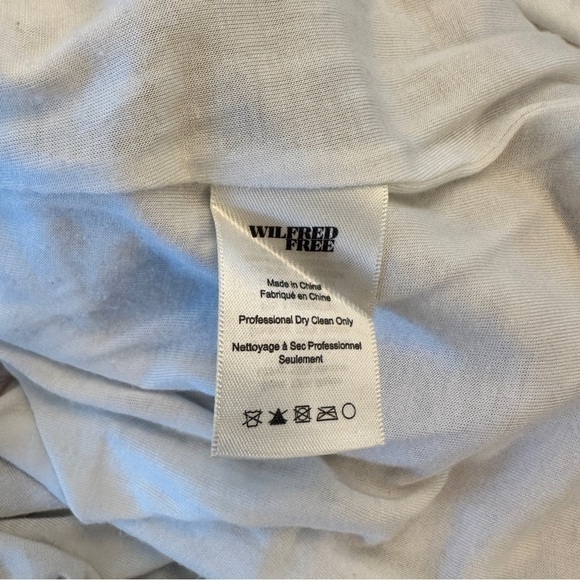 WILFRED
FREE
Made in China
Fabriqué en Chine
Professional Dry Clean Only
Nettoyage à Sec Professionnel
Seulement